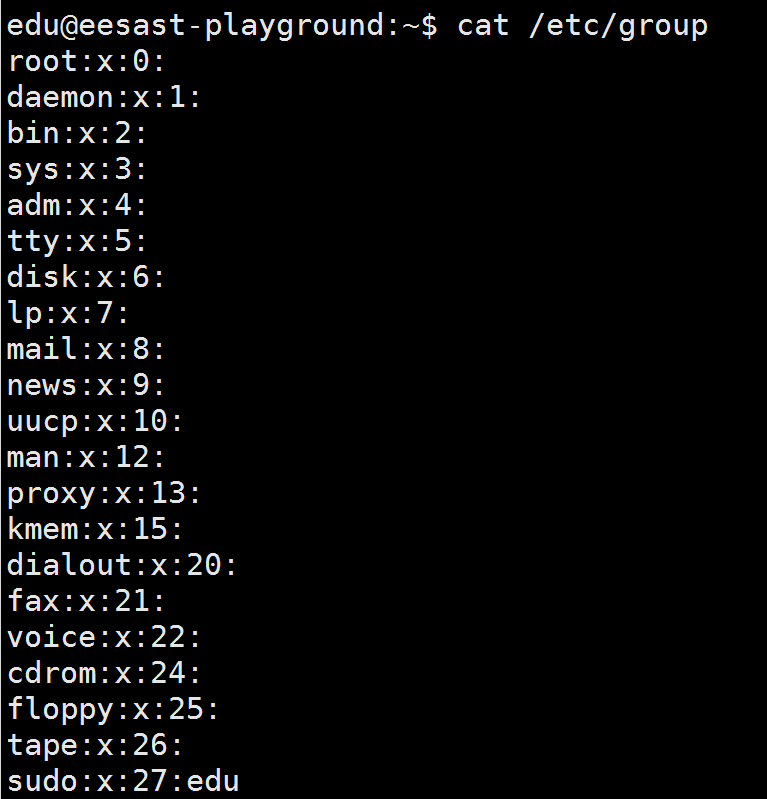 edu@eesast-playground:~$ cat /etc/group
root:x:0:
daemon:x:1:
bin:x:2:
sys:x:3:
adm:x:4:
tty:x:5:
disk:x:6:
lp:x:7:
mail:x:8:
news:x:9:
uucp:x:10:
man:x:12:
proxy:x:13:
kmem:x:15:
dialout:x:20:
fax:x:21:
voice:x:22:
cdrom:x:24:
floppy:x:25:
tape:x:26:
sudo:x:27:edu